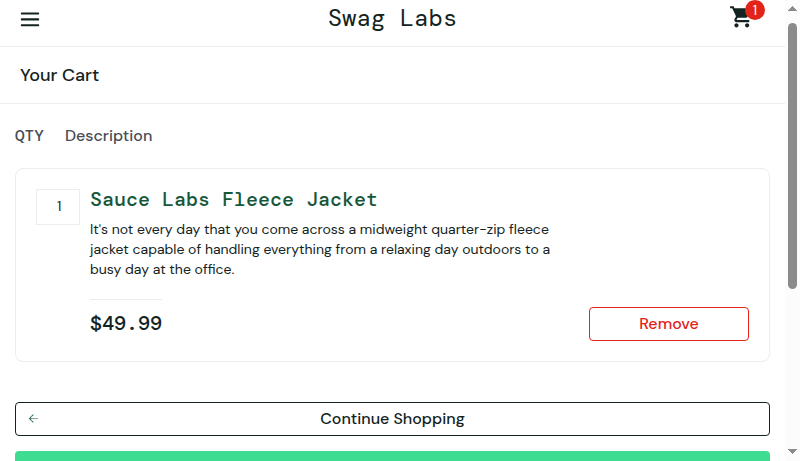 Swag Labs
1
Your Cart
QTY Description
1
Sauce Labs Fleece Jacket
It's not every day that you come across a midweight quarter-zip fleece
jacket capable of handling everything from a relaxing day outdoors to a
busy day at the office.
$49.99
Remove
Continue Shopping